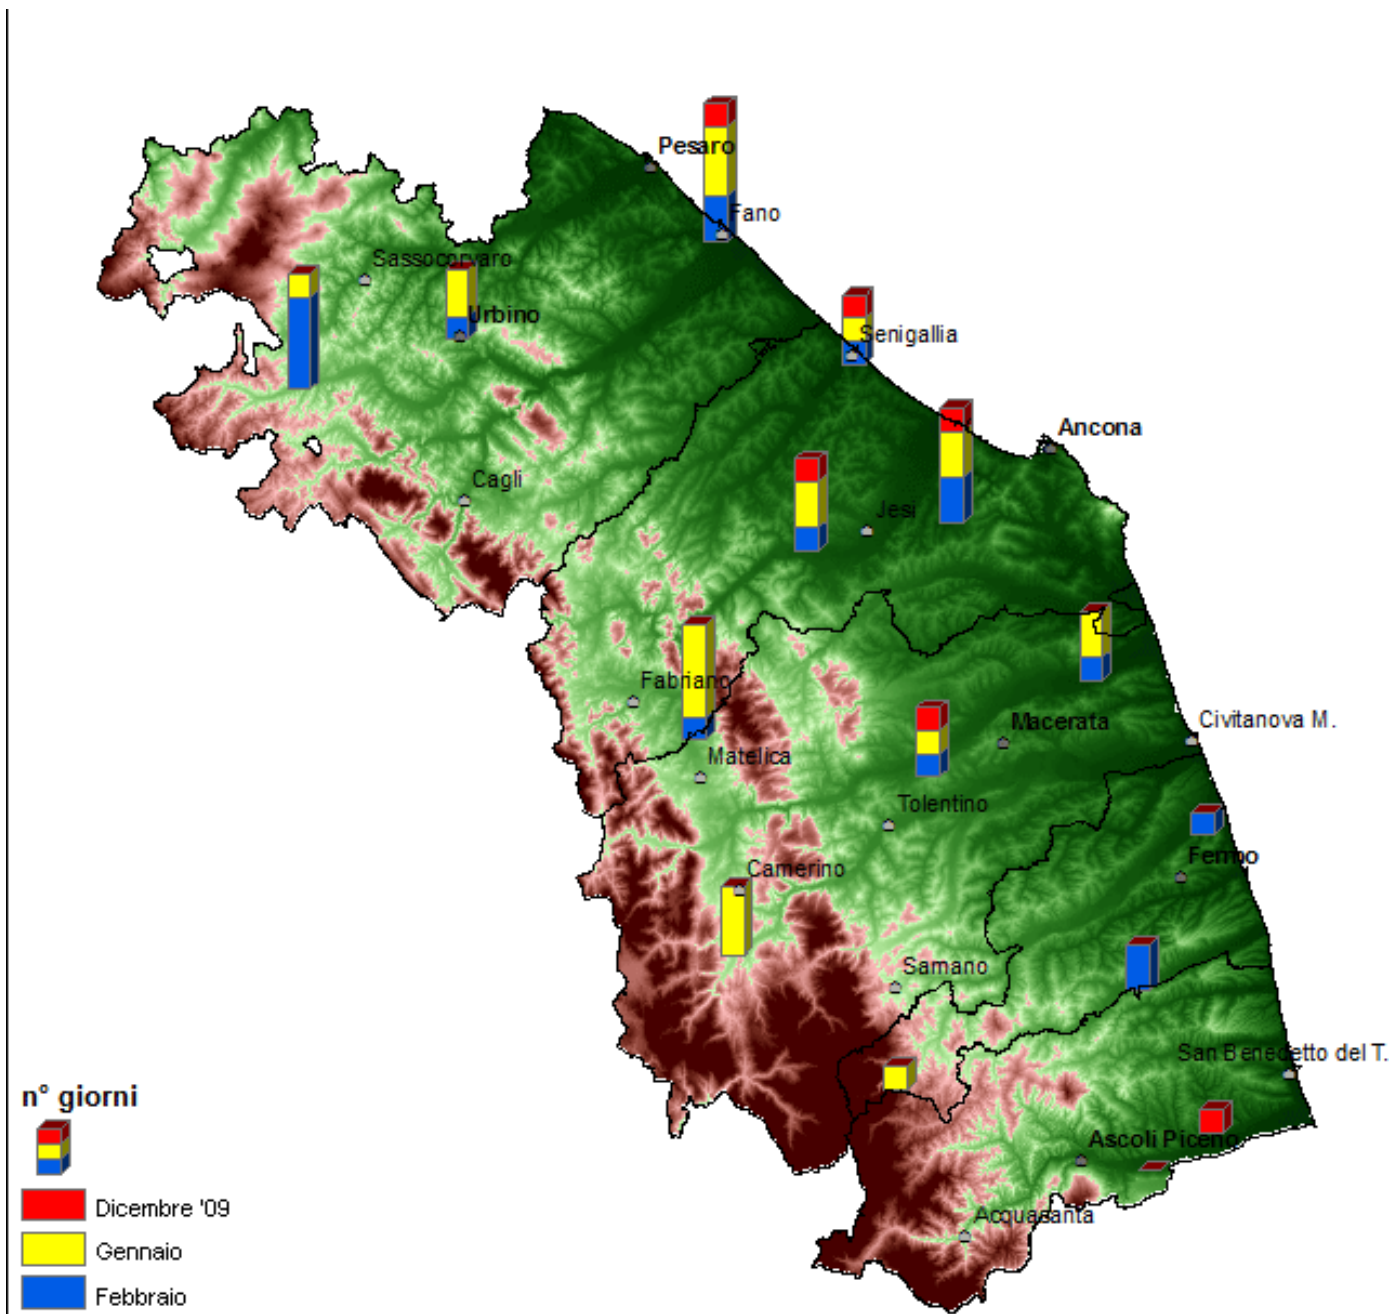 Pesaro
Fano
Sassocorvaro
Urbino
Senigallia
Ancona
Cagli
Jesi
Fabriano
Macerata
Civitanova M.
Matelica
Tolentino
Fermo
Camerino
Sarnano
San Benedetto del T.
n° giorni
Ascoli Piceno
Dicembre '09
Acquasanta
Gennaio
Febbraio